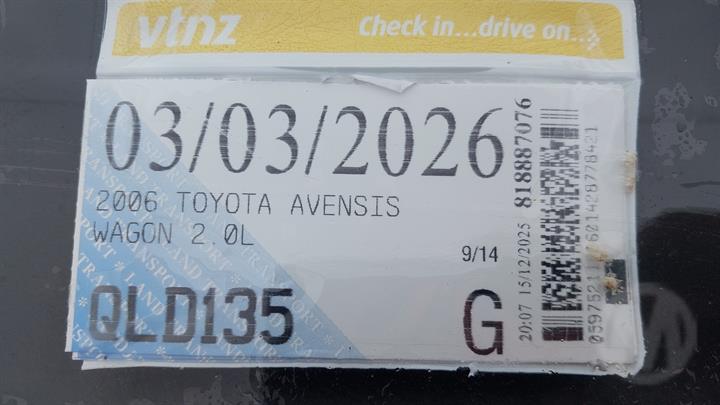 vtnz
Check in...drive on...
03/03/2026
2006 TOYOTA AVENSIS
WAGON 2.0L
9/14
QLD135
G
818887076
20:07 15/12/2025